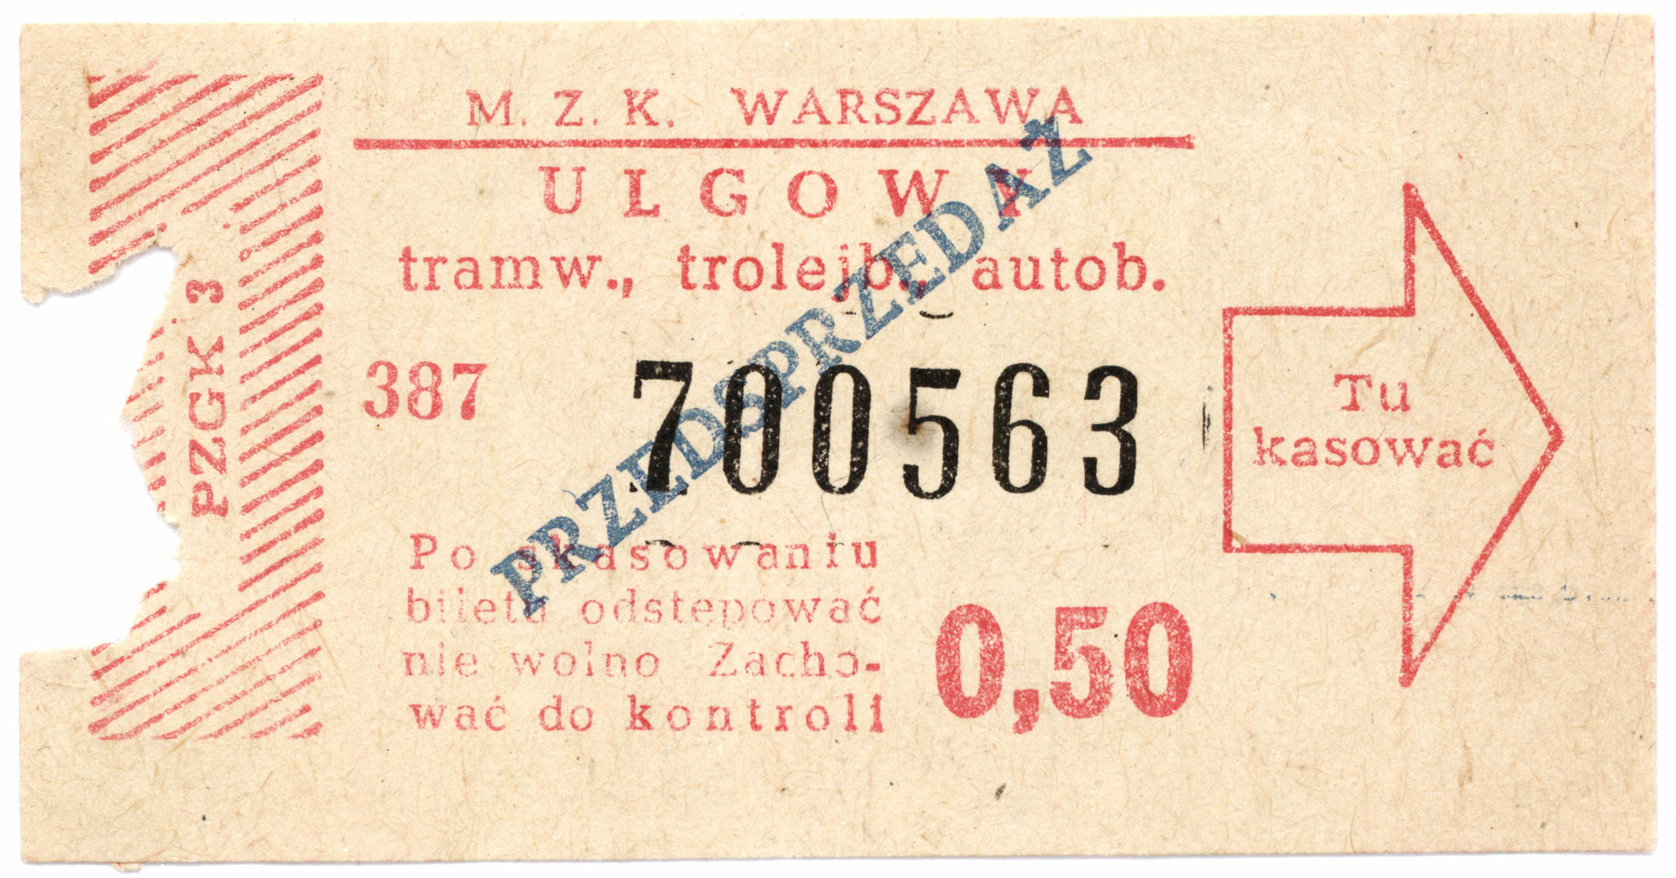 M. Z. K. WARSZAWA
ULGOWY
tramw., trolejb., autob.
PRZEDSPRZEDAŻ
387
700563
Po skasowaniu
biletu odstępować
nie wolno Zacho-
wać do kontroli
0,50
Tu
kasować
PZGK 3